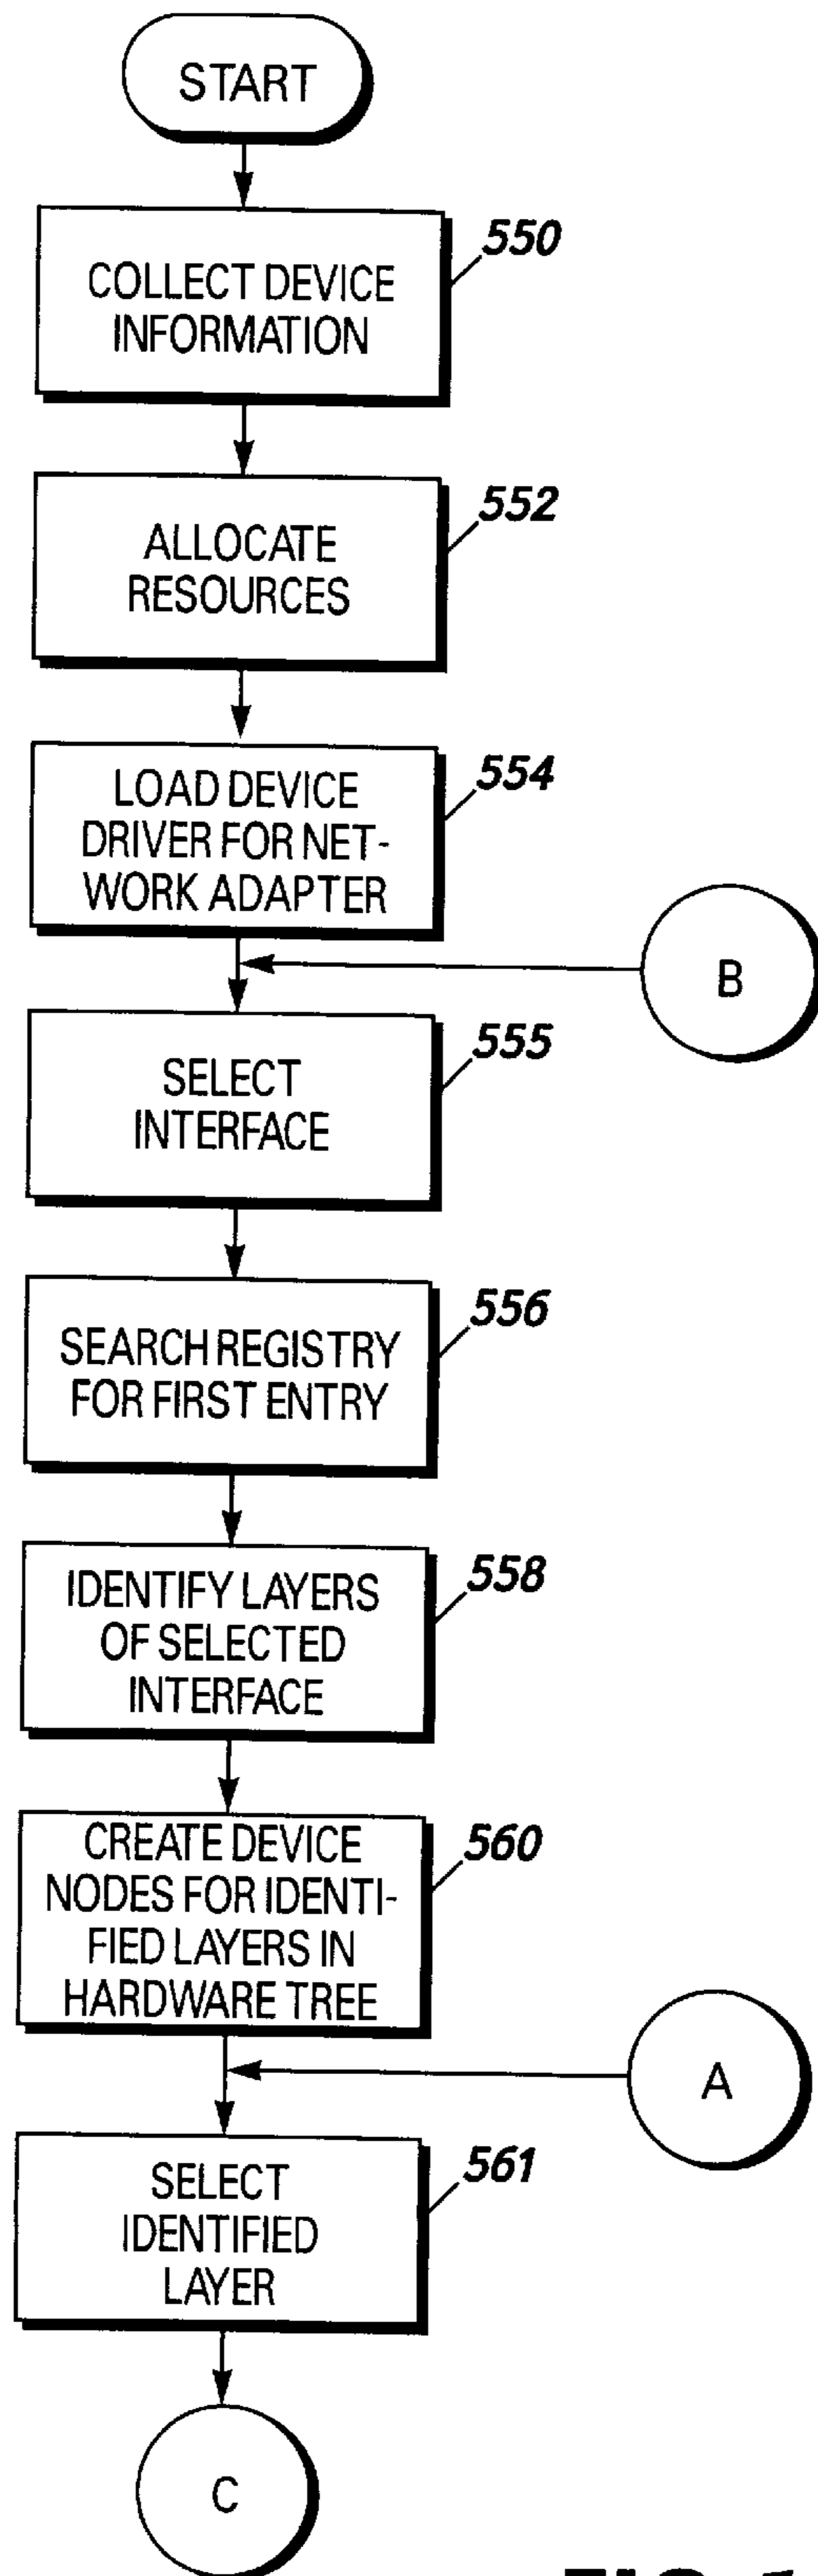 START
550
COLLECT DEVICE
INFORMATION
552
ALLOCATE
RESOURCES
554
LOAD DEVICE
DRIVER FOR NET-
WORK ADAPTER
B
555
SELECT
INTERFACE
556
SEARCH REGISTRY
FOR FIRST ENTRY
558
IDENTIFY LAYERS
OF SELECTED
INTERFACE
560
CREATE DEVICE
NODES FOR IDENTI-
FIED LAYERS IN
HARDWARE TREE
A
561
SELECT
IDENTIFIED
LAYER
C